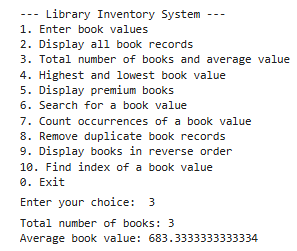 --- Library Inventory System ---
1. Enter book values
2. Display all book records
3. Total number of books and average value
4. Highest and lowest book value
5. Display premium books
6. Search for a book value
7. Count occurrences of a book value
8. Remove duplicate book records
9. Display books in reverse order
10. Find index of a book value
0. Exit
Enter your choice:  3
Total number of books: 3
Average book value: 683.3333333333334